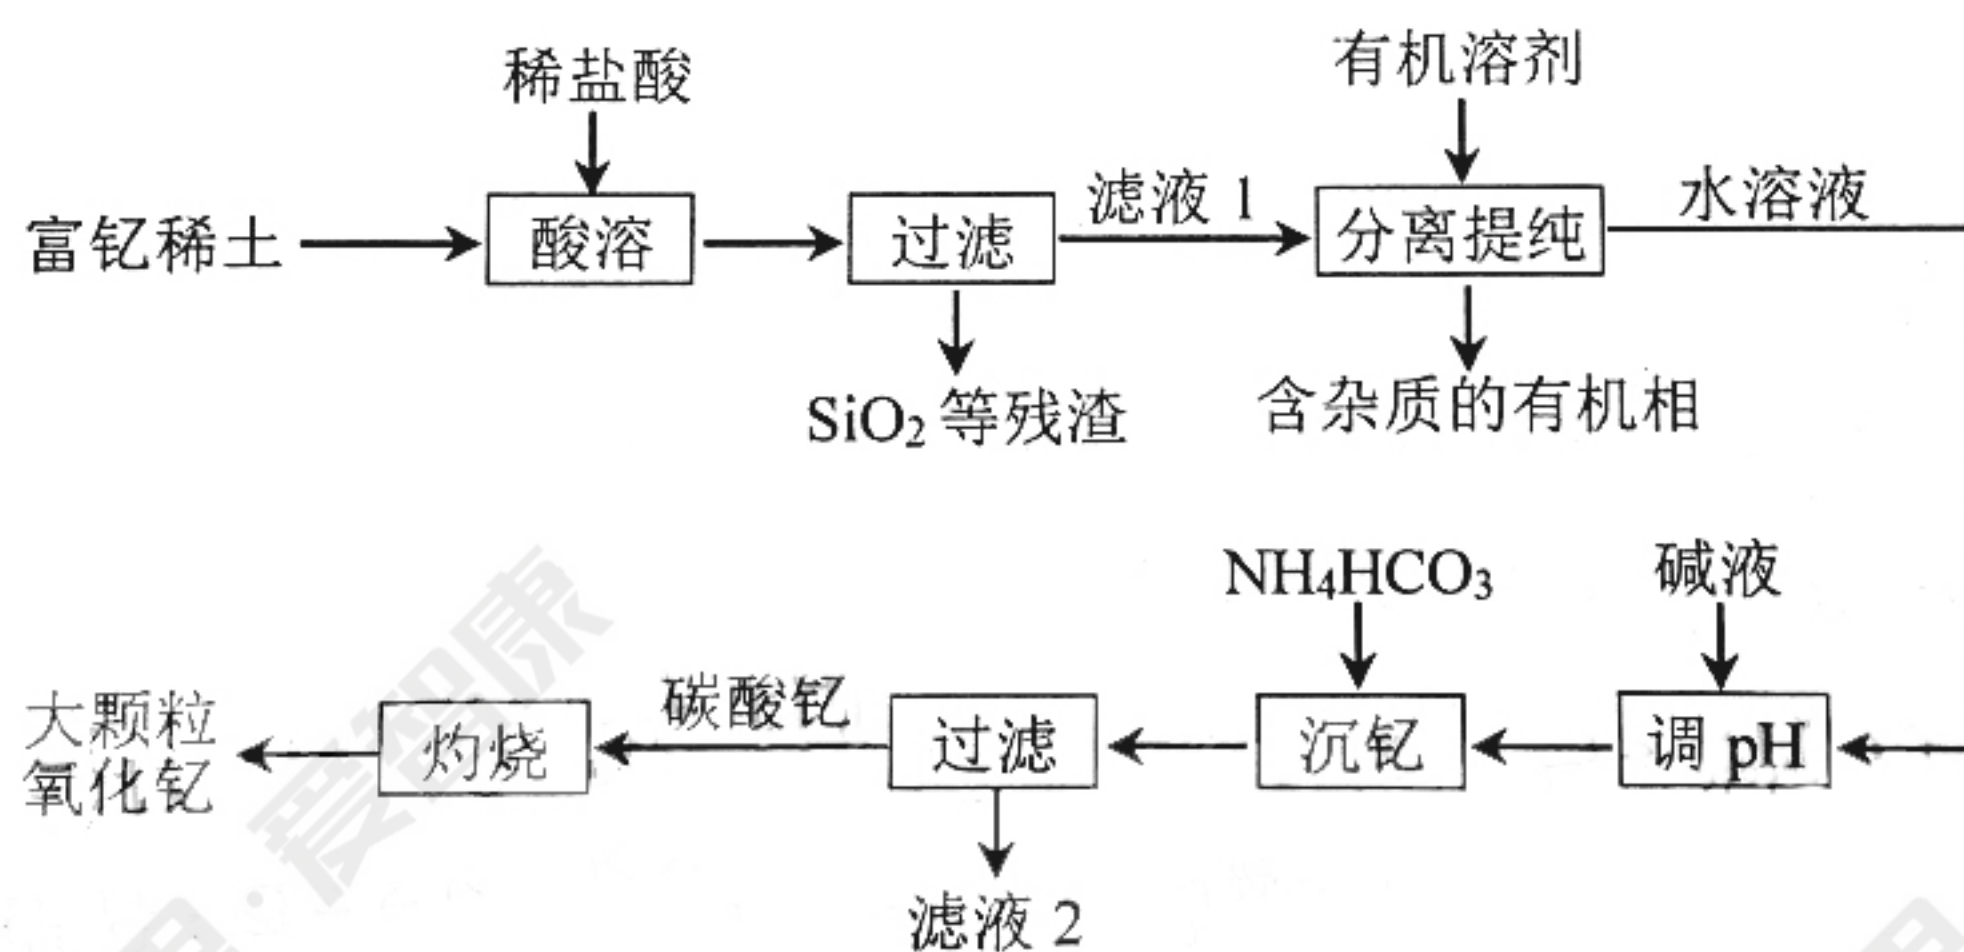 稀盐酸
有机溶剂
富钇稀土
酸溶
过滤
滤液 1
分离提纯
水溶液
SiO₂ 等残渣
含杂质的有机相
NH₄HCO₃
碱液
大颗粒
氧化钇
灼烧
碳酸钇
过滤
沉钇
调 pH
滤液 2
爱智康